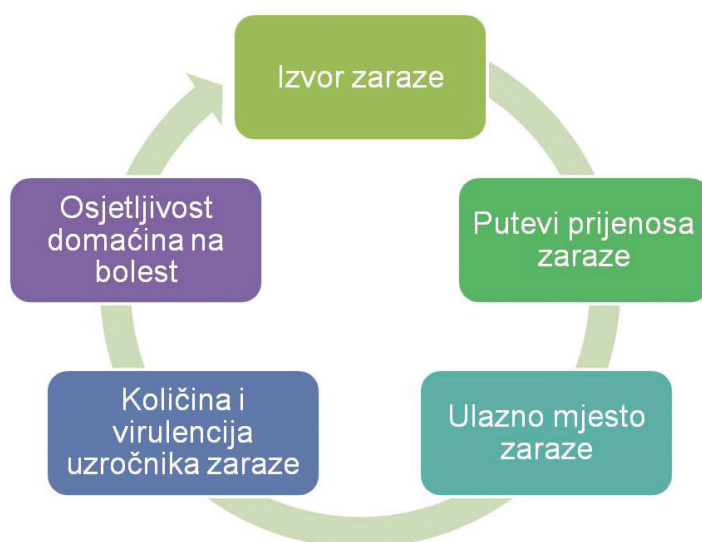 Izvor zaraze
Putevi prijenosa
zaraze
Ulazno mjesto
zaraze
Količina i
virulencija
uzročnika zaraze
Osjetljivost
domaćina na
bolest